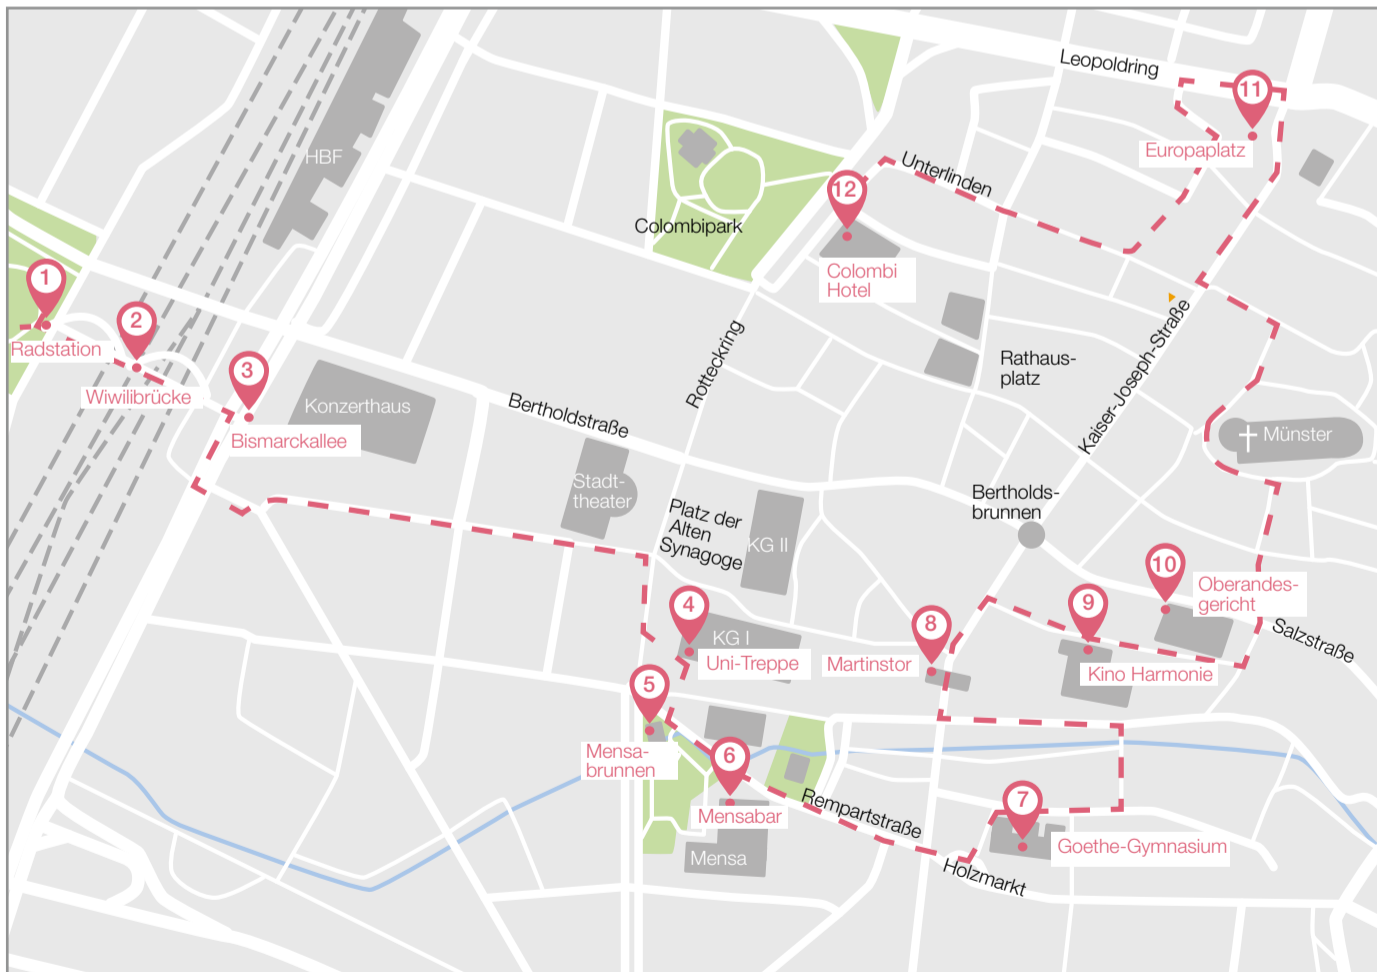 Leopoldring
11
Europaplatz
HBF
Unterlinden
12
Colombipark
Colombi
Hotel
1
Radstation
2
Wiwilibrücke
3
Bismarckallee
Konzerthaus
Rotteckring
Rathaus-
platz
Kaiser-Joseph-Straße
Bertholdstraße
Münster
Stadt-
theater
Platz der
Alten
Synagoge
KG II
Bertholds-
brunnen
10
Oberandes-
gericht
Salzstraße
4
KG I
Uni-Treppe
8
Martinstor
9
Kino Harmonie
5
Mensa-
brunnen
6
Mensabar
Mensa
Rempartstraße
7
Goethe-Gymnasium
Holzmarkt